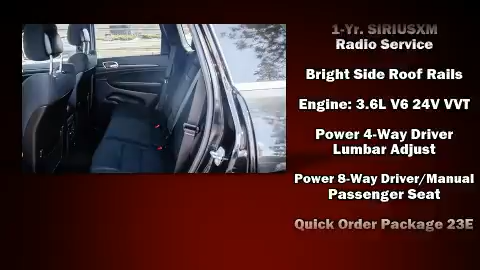 1-Yr. SIRIUSXM
Radio Service
Bright Side Roof Rails
Engine: 3.6L V6 24V VVT
Power 4-Way Driver
Lumbar Adjust
Power 8-Way Driver/Manual
Passenger Seat
Quick Order Package 23E